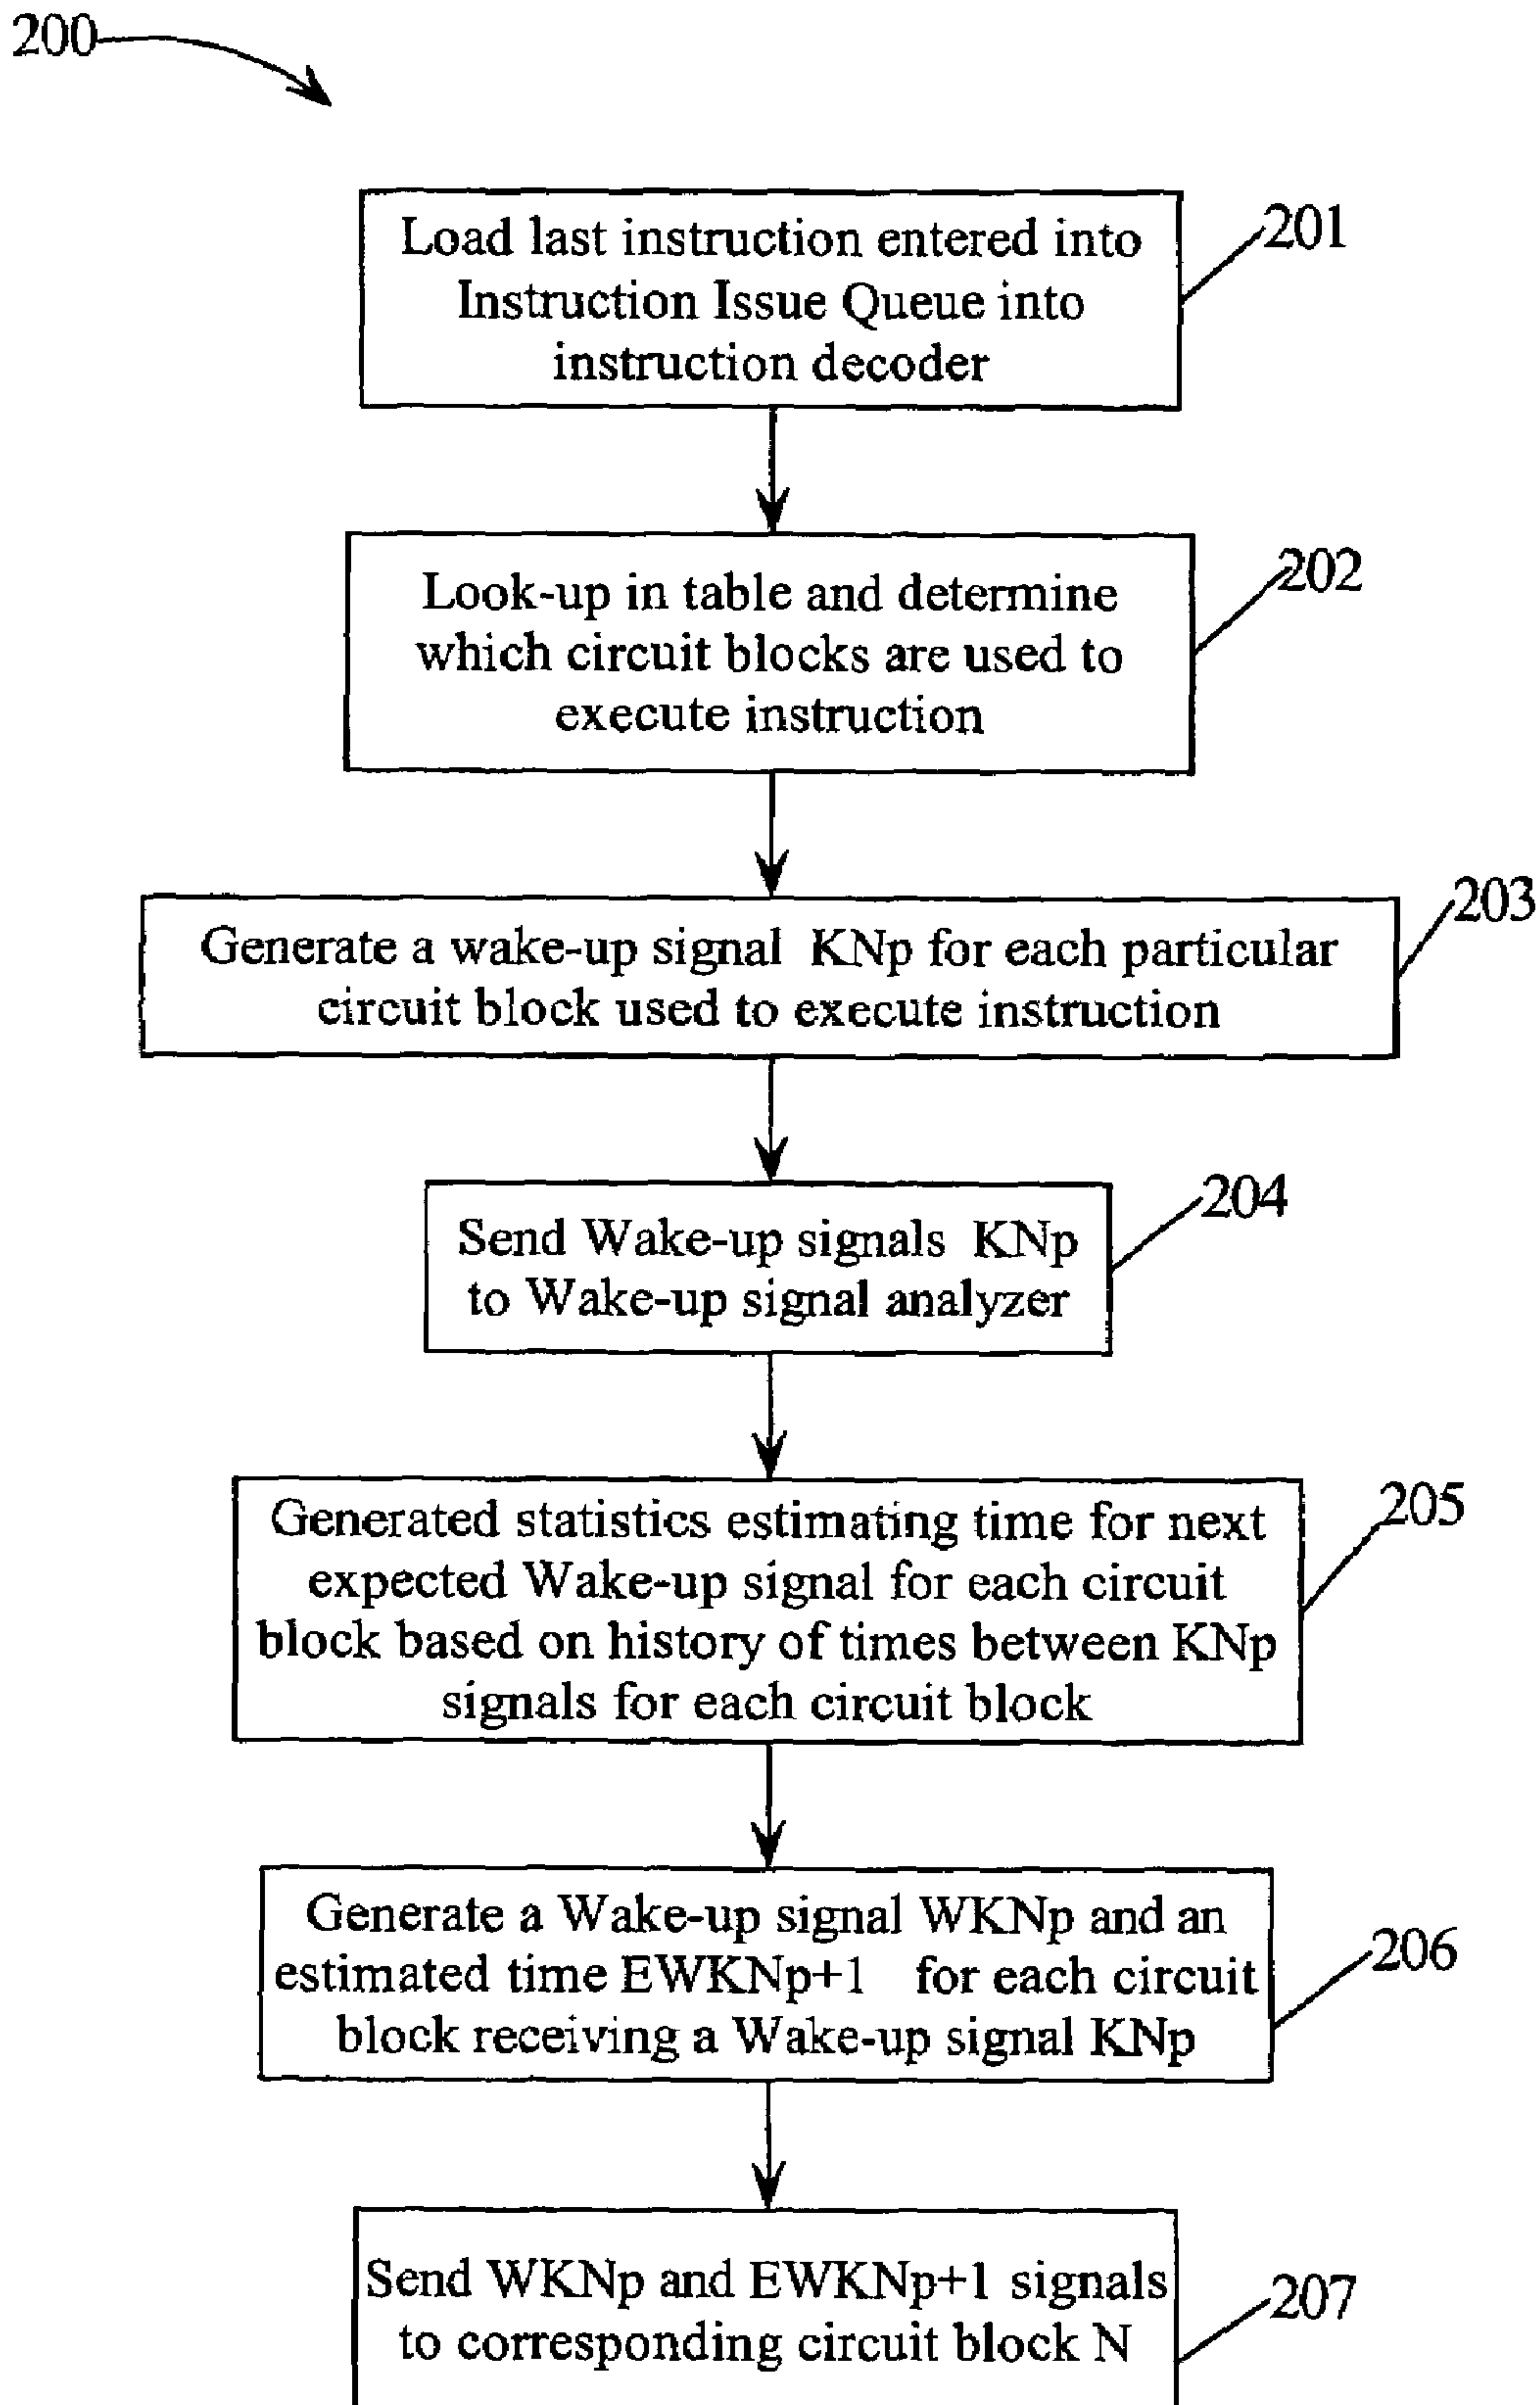 200
Load last instruction entered into
Instruction Issue Queue into
instruction decoder
201
Look-up in table and determine
which circuit blocks are used to
execute instruction
202
Generate a wake-up signal KNp for each particular
circuit block used to execute instruction
203
Send Wake-up signals KNp
to Wake-up signal analyzer
204
Generated statistics estimating time for next
expected Wake-up signal for each circuit
block based on history of times between KNp
signals for each circuit block
205
Generate a Wake-up signal WKNp and an
estimated time EWKNp+1 for each circuit
block receiving a Wake-up signal KNp
206
Send WKNp and EWKNp+1 signals
to corresponding circuit block N
207